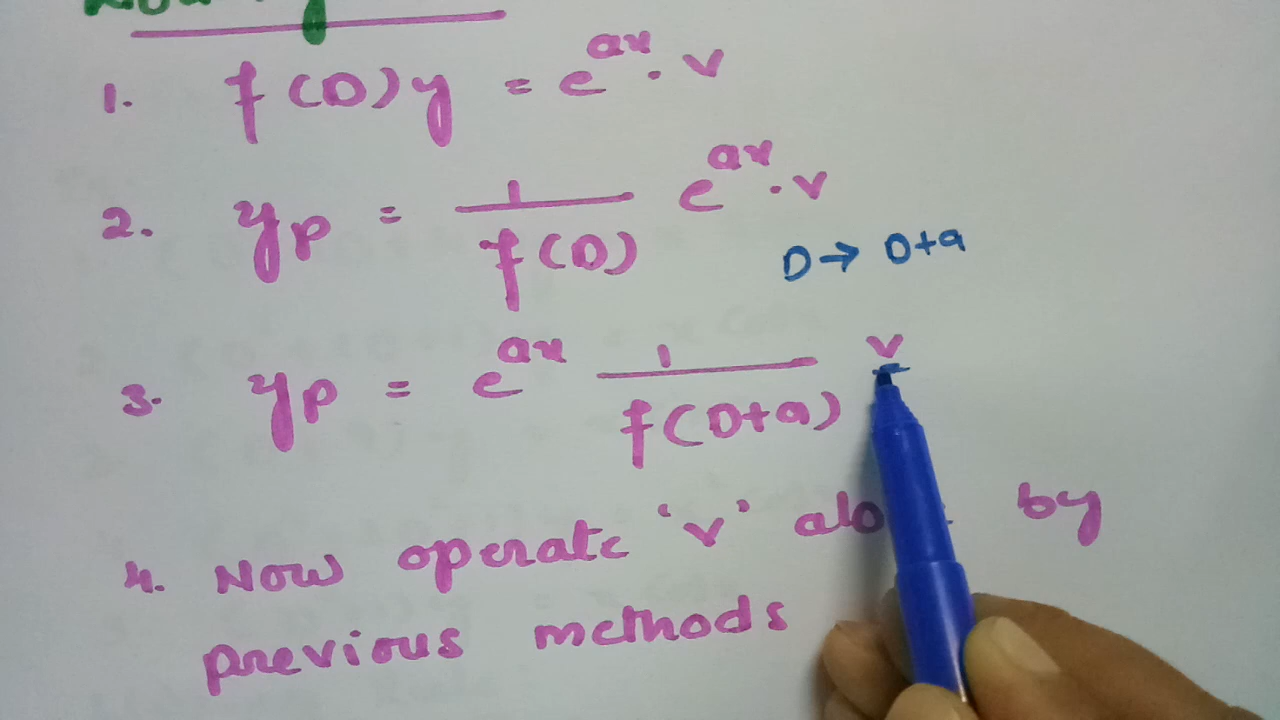 1. f(D)y = e^{ax}.v
2. yp = 1/f(D) e^{ax}.v
D→ D+a
3. yp = e^{ax} 1/f(D+a) v
4. Now operate 'v' by
previous methods